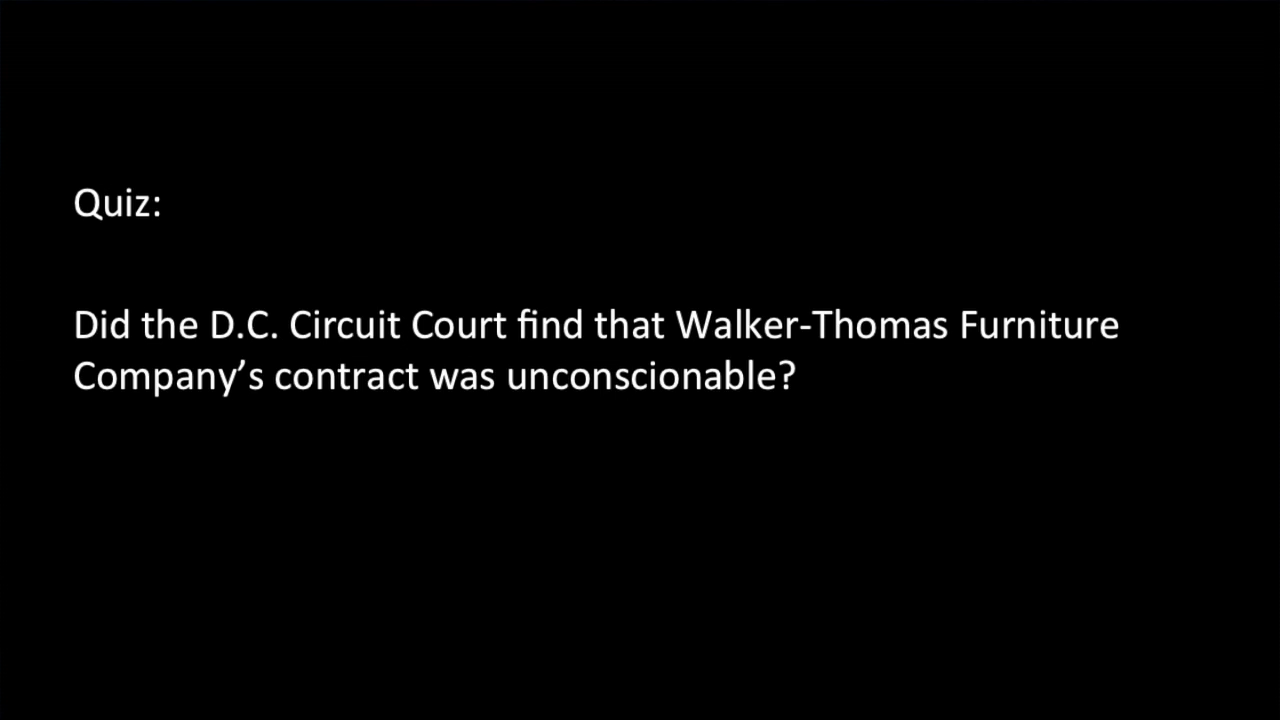 Quiz:
Did the D.C. Circuit Court find that Walker-Thomas Furniture
Company’s contract was unconscionable?